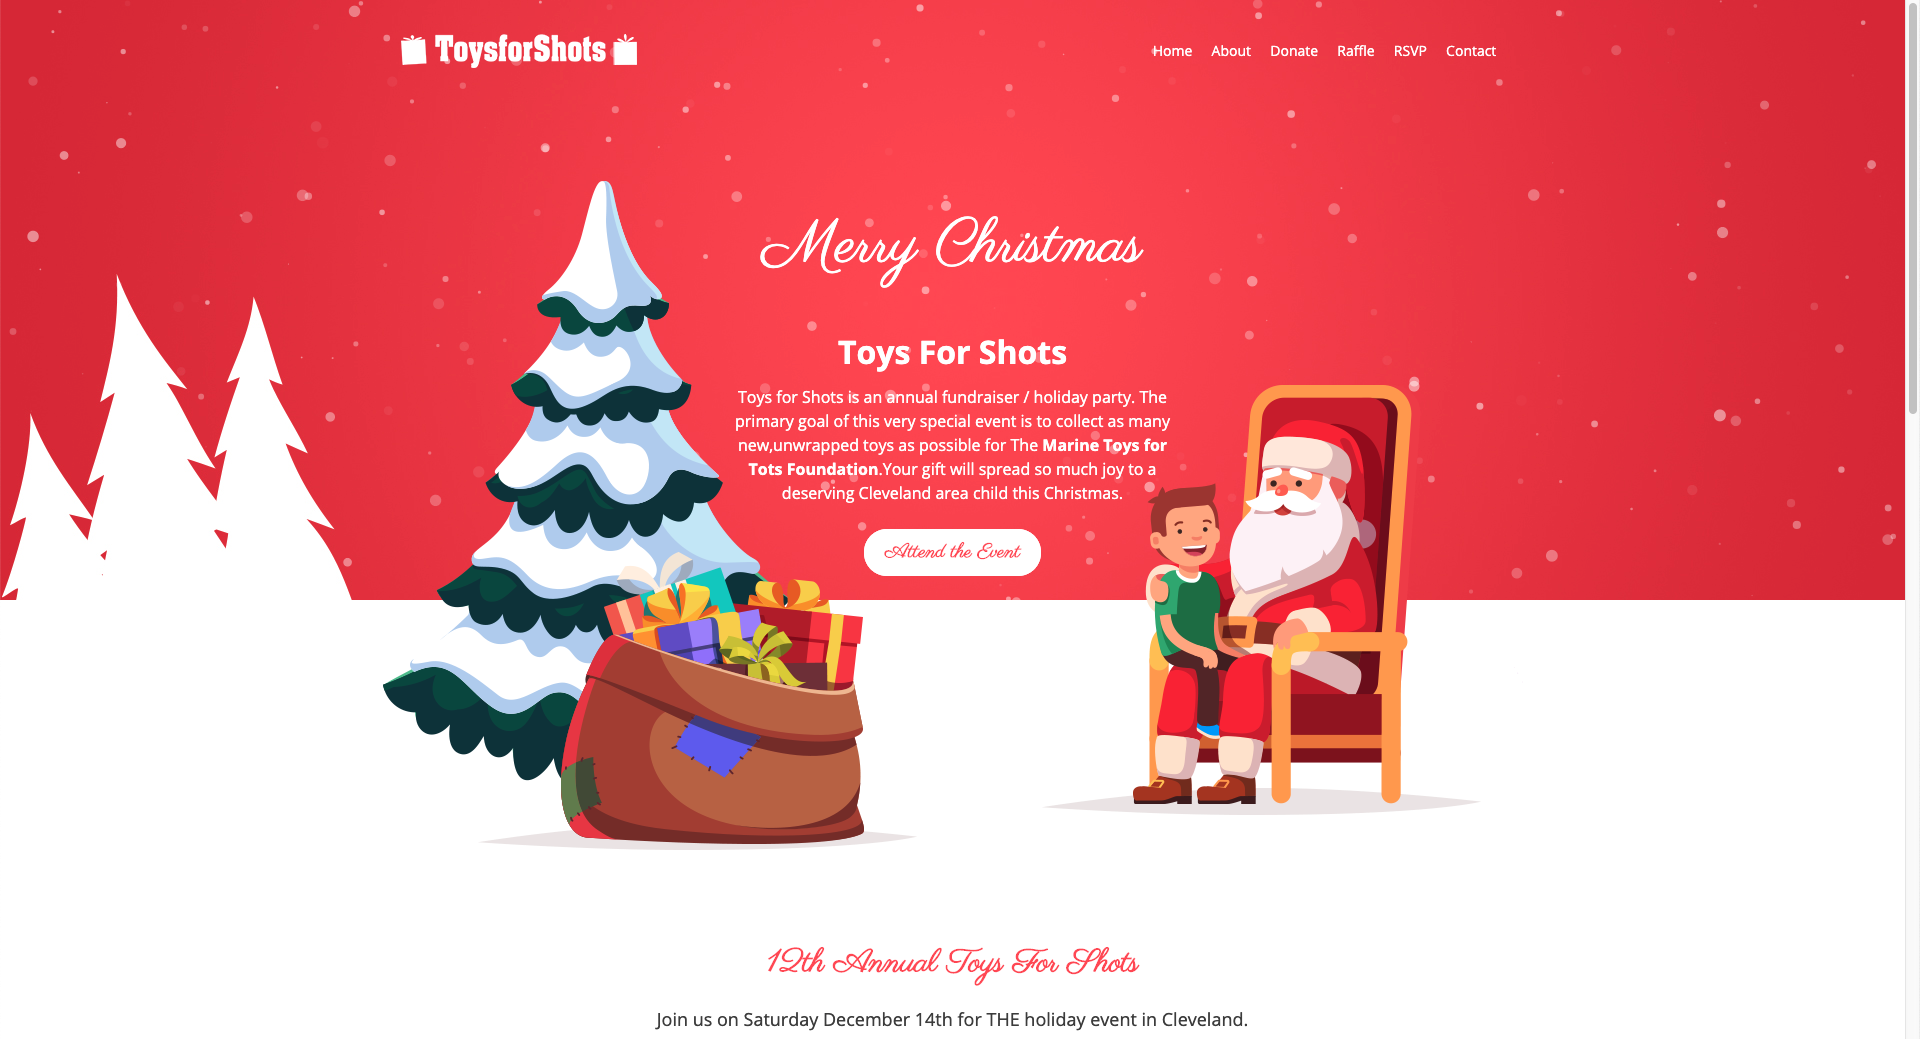 ToysforShots
Home About Donate Raffle RSVP Contact
Merry Christmas
Toys For Shots
Toys for Shots is an annual fundraiser / holiday party. The
primary goal of this very special event is to collect as many
new,unwrapped toys as possible for The Marine Toys for
Tots Foundation.Your gift will spread so much joy to a
deserving Cleveland area child this Christmas.
Attend the Event
12th Annual Toys For Shots
Join us on Saturday December 14th for THE holiday event in Cleveland.